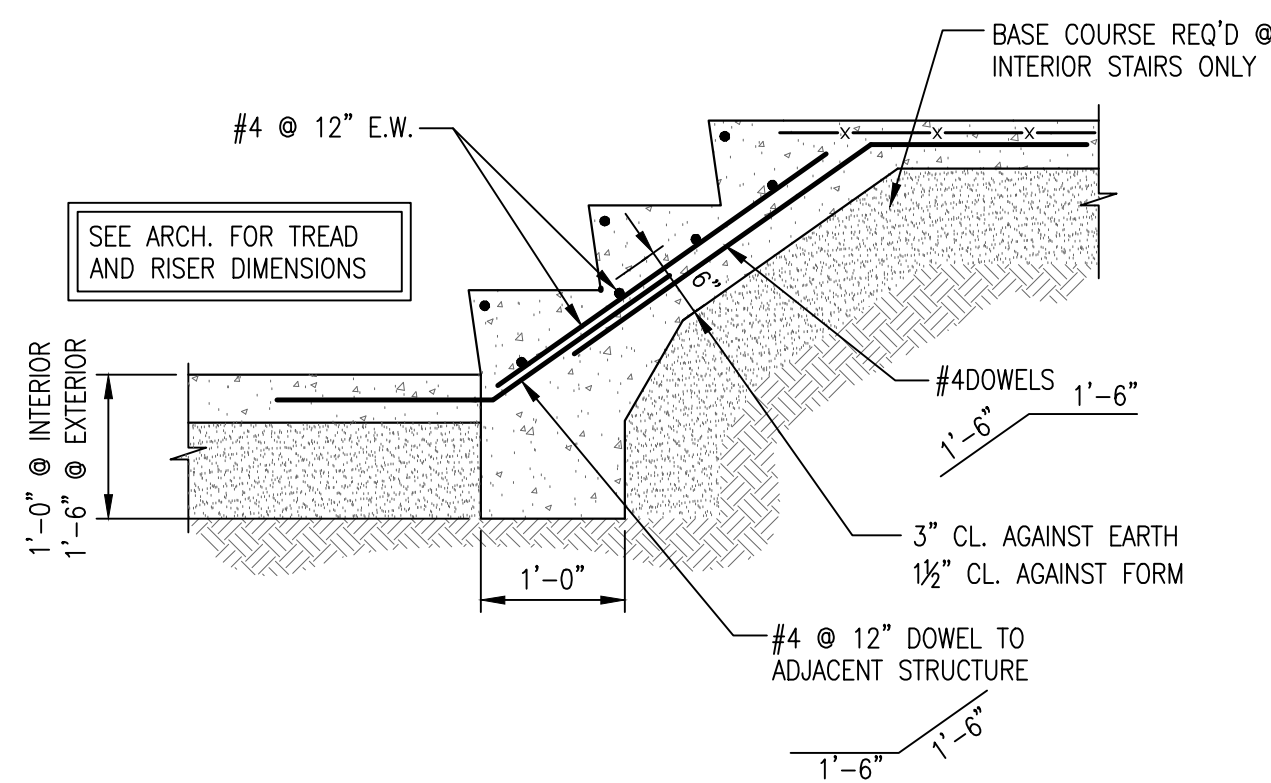 BASE COURSE REQ'D @
INTERIOR STAIRS ONLY
#4 @ 12" E.W.
X X X
SEE ARCH. FOR TREAD
AND RISER DIMENSIONS
6"
1'-0" @ INTERIOR
1'-6" @ EXTERIOR
#4DOWELS
1'-6"
1'-6"
3" CL. AGAINST EARTH
1½" CL. AGAINST FORM
1'-0"
#4 @ 12" DOWEL TO
ADJACENT STRUCTURE
1'-6"
1'-6"